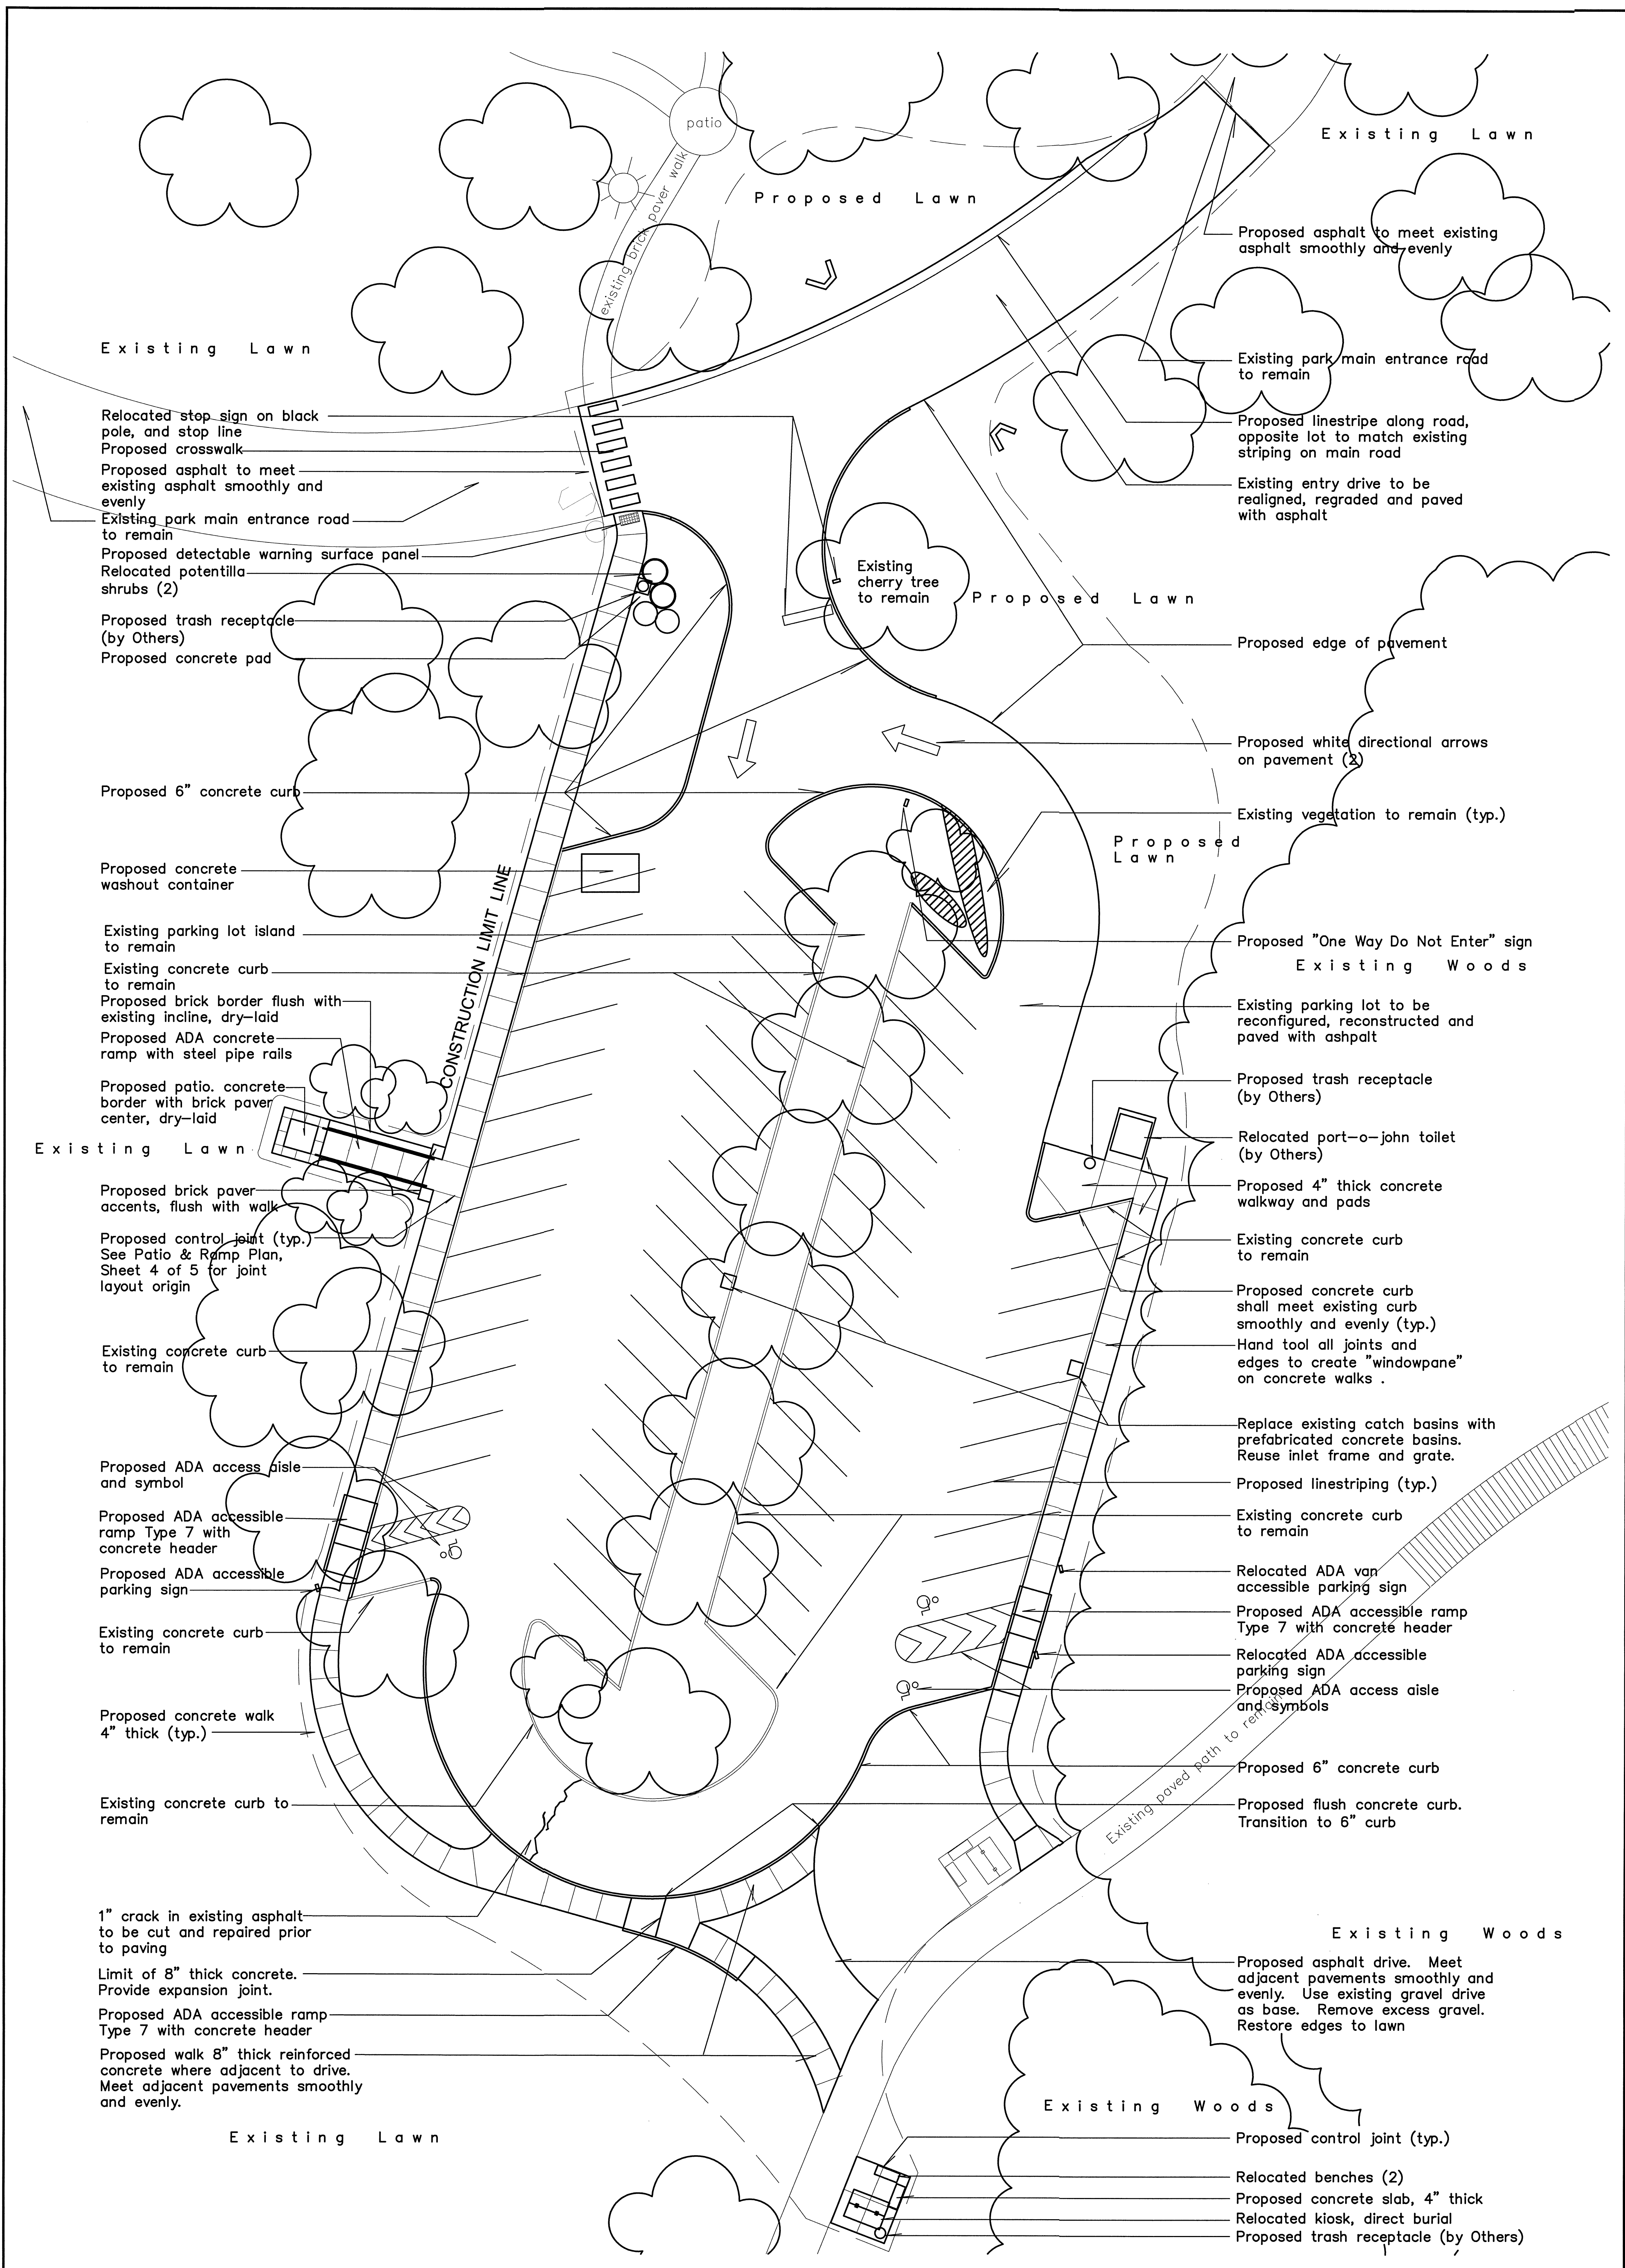 patio
Existing Lawn
existing brick paver walk
Proposed Lawn
Existing Lawn
Relocated stop sign on black
pole, and stop line
Proposed crosswalk
Proposed asphalt to meet
existing asphalt smoothly and
evenly
Existing park main entrance road
to remain
Proposed detectable warning surface panel
Relocated potentilla
shrubs (2)
Proposed trash receptacle
(by Others)
Proposed concrete pad
Proposed 6" concrete curb
Proposed concrete
washout container
Existing parking lot island
to remain
Existing concrete curb
to remain
Proposed brick border flush with
existing incline, dry-laid
Proposed ADA concrete
ramp with steel pipe rails
Proposed patio. concrete
border with brick paver
center, dry-laid
Existing Lawn
Proposed brick paver
accents, flush with walk
Proposed control joint (typ.)
See Patio & Ramp Plan,
Sheet 4 of 5 for joint
layout origin
Existing concrete curb
to remain
Proposed ADA access aisle
and symbol
Proposed ADA accessible
ramp Type 7 with
concrete header
Proposed ADA accessible
parking sign
Existing concrete curb
to remain
Proposed concrete walk
4" thick (typ.)
Existing concrete curb to
remain
1" crack in existing asphalt
to be cut and repaired prior
to paving
Limit of 8" thick concrete.
Provide expansion joint.
Proposed ADA accessible ramp
Type 7 with concrete header
Proposed walk 8" thick reinforced
concrete where adjacent to drive.
Meet adjacent pavements smoothly
and evenly.
Existing Lawn
CONSTRUCTION LIMIT LINE
Existing
cherry tree
to remain
Proposed Lawn
Proposed
Lawn
Proposed asphalt to meet existing
asphalt smoothly and evenly
Existing park main entrance road
to remain
Proposed linestripe along road,
opposite lot to match existing
striping on main road
Existing entry drive to be
realigned, regraded and paved
with asphalt
Proposed edge of pavement
Proposed white directional arrows
on pavement (2)
Existing vegetation to remain (typ.)
Proposed "One Way Do Not Enter" sign
Existing Woods
Existing parking lot to be
reconfigured, reconstructed and
paved with ashpalt
Proposed trash receptacle
(by Others)
Relocated port-o-john toilet
(by Others)
Proposed 4" thick concrete
walkway and pads
Existing concrete curb
to remain
Proposed concrete curb
shall meet existing curb
smoothly and evenly (typ.)
Hand tool all joints and
edges to create "windowpane"
on concrete walks .
Replace existing catch basins with
prefabricated concrete basins.
Reuse inlet frame and grate.
Proposed linestriping (typ.)
Existing concrete curb
to remain
Relocated ADA van
accessible parking sign
Proposed ADA accessible ramp
Type 7 with concrete header
Relocated ADA accessible
parking sign
Proposed ADA access aisle
and symbols
Existing paved path to remain
Proposed 6" concrete curb
Proposed flush concrete curb.
Transition to 6" curb
Existing Woods
Proposed asphalt drive. Meet
adjacent pavements smoothly and
evenly. Use existing gravel drive
as base. Remove excess gravel.
Restore edges to lawn
Existing Woods
Proposed control joint (typ.)
Relocated benches (2)
Proposed concrete slab, 4" thick
Relocated kiosk, direct burial
Proposed trash receptacle (by Others)